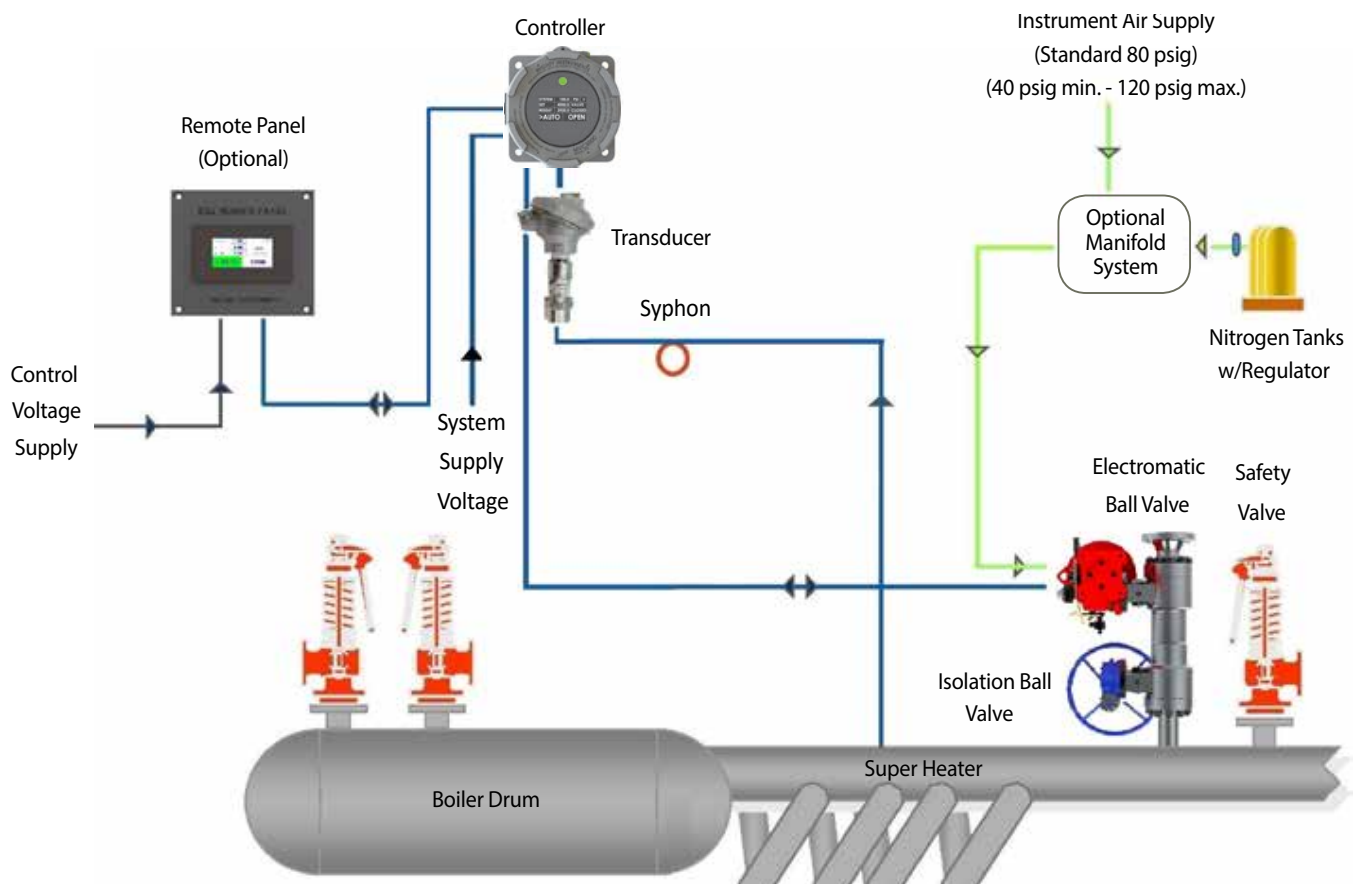 Controller
Instrument Air Supply
(Standard 80 psig)
(40 psig min. - 120 psig max.)
Remote Panel
(Optional)
>AUTO OPEN
Transducer
Optional
Manifold
System
Syphon
Nitrogen Tanks
w/Regulator
Control
Voltage
Supply
System
Supply
Voltage
Electromatic
Ball Valve
Safety
Valve
Isolation Ball
Valve
Super Heater
Boiler Drum